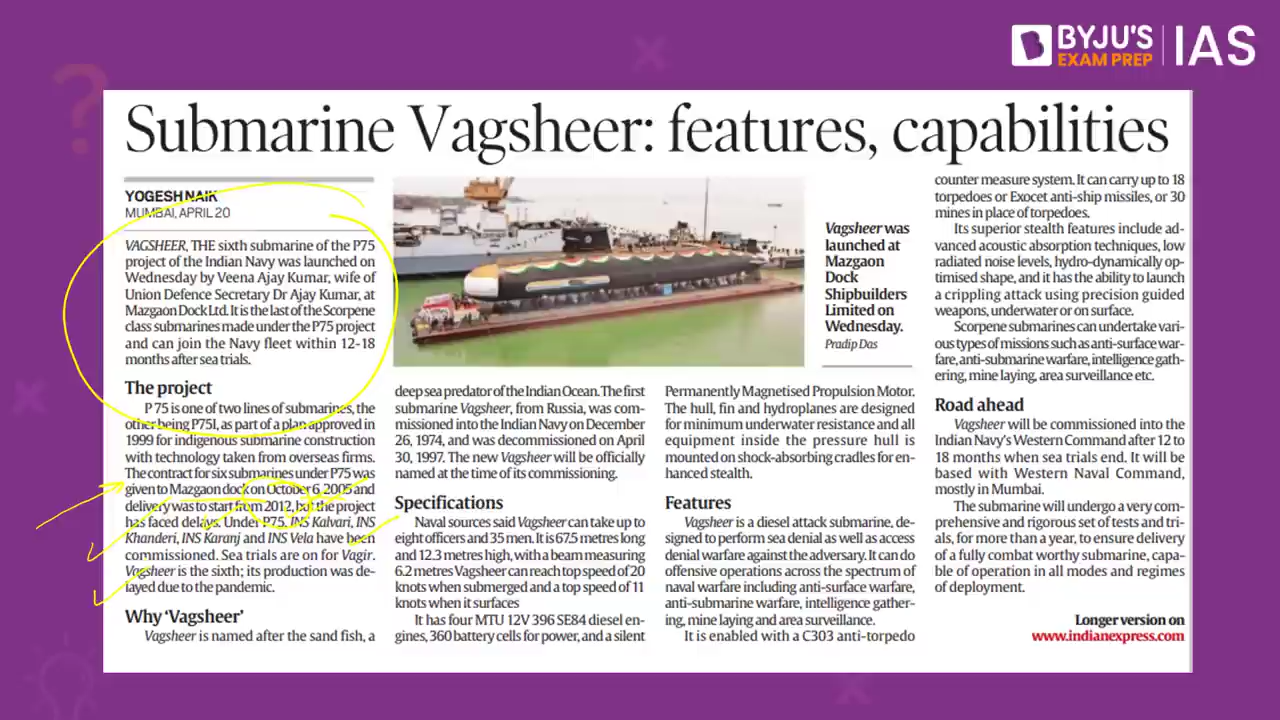 BYJU'S
EXAM PREP
IAS
Submarine Vagsheer: features, capabilities
YOGESH NAIK
MUMBAI, APRIL 20
VAGSHEER, THE sixth submarine of the P75
project of the Indian Navy was launched on
Wednesday by Veena Ajay Kumar, wife of
Union Defence Secretary Dr Ajay Kumar, at
Mazgaon Dock Ltd. It is the last of the Scorpene
class submarines made under the P75 project
and can join the Navy fleet within 12-18
months after sea trials.
The project
P 75 is one of two lines of submarines, the
other being P75I, as part of a plan approved in
1999 for indigenous submarine construction
with technology taken from overseas firms.
The contract for six submarines under P75 was
given to Mazgaon dock on October 6, 2005 and
delivery was to start from 2012, but the project
has faced delays. Under P75, INS Kalvari, INS
Khanderi, INS Karanj and INS Vela have been
commissioned. Sea trials are on for Vagir.
Vagsheer is the sixth; its production was de-
layed due to the pandemic.
Why 'Vagsheer'
Vagsheer is named after the sand fish, a
deep sea predator of the Indian Ocean. The first
submarine Vagsheer, from Russia, was com-
missioned into the Indian Navy on December
26, 1974, and was decommissioned on April
30, 1997. The new Vagsheer will be officially
named at the time of its commissioning.
Specifications
Naval sources said Vagsheer can take up to
eight officers and 35 men. It is 67.5 metres long
and 12.3 metres high, with a beam measuring
6.2 metres Vagsheer can reach top speed of 20
knots when submerged and a top speed of 11
knots when it surfaces
It has four MTU 12V 396 SE84 diesel en-
gines, 360 battery cells for power, and a silent
Permanently Magnetised Propulsion Motor.
The hull, fin and hydroplanes are designed
for minimum underwater resistance and all
equipment inside the pressure hull is
mounted on shock-absorbing cradles for en-
hanced stealth.
Features
Vagsheer is a diesel attack submarine, de-
signed to perform sea denial as well as access
denial warfare against the adversary. It can do
offensive operations across the spectrum of
naval warfare including anti-surface warfare,
anti-submarine warfare, intelligence gather-
ing, mine laying and area surveillance.
It is enabled with a C303 anti-torpedo
Vagsheer was
launched at
Mazgaon
Dock
Shipbuilders
Limited on
Wednesday.
Pradip Das
counter measure system. It can carry up to 18
torpedoes or Exocet anti-ship missiles, or 30
mines in place of torpedoes.
Its superior stealth features include ad-
vanced acoustic absorption techniques, low
radiated noise levels, hydro-dynamically op-
timised shape, and it has the ability to launch
a crippling attack using precision guided
weapons, underwater or on surface.
Scorpene submarines can undertake vari-
ous types of missions such as anti-surface war-
fare, anti-submarine warfare, intelligence gath-
ering, mine laying, area surveillance etc.
Road ahead
Vagsheer will be commissioned into the
Indian Navy's Western Command after 12 to
18 months when sea trials end. It will be
based with Western Naval Command,
mostly in Mumbai.
The submarine will undergo a very com-
prehensive and rigorous set of tests and tri-
als, for more than a year, to ensure delivery
of a fully combat worthy submarine, capa-
ble of operation in all modes and regimes
of deployment.
Longer version on
www.indianexpress.com